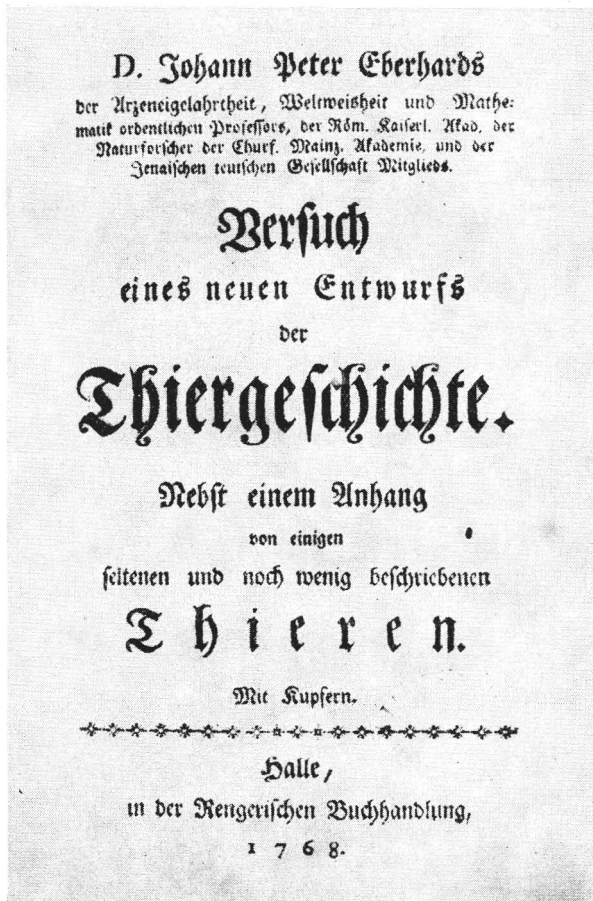 D. Johann Peter Eberhards
der Arzeneigelahrtheit, Weltweisheit und Mathe-
matik ordentlichen Professors, der Röm. Kaiserl. Akad. der
Naturforscher der Churf. Mainz. Akademie, und der
Jenaischen teutschen Gesellschaft Mitglieds.
Versuch
eines neuen Entwurfs
der
Thiergeschichte.
Nebst einem Anhang
von einigen
seltenen und noch wenig beschriebenen
Thieren.
Mit Kupfern.
Halle,
in der Rengerischen Buchhandlung,
1768.